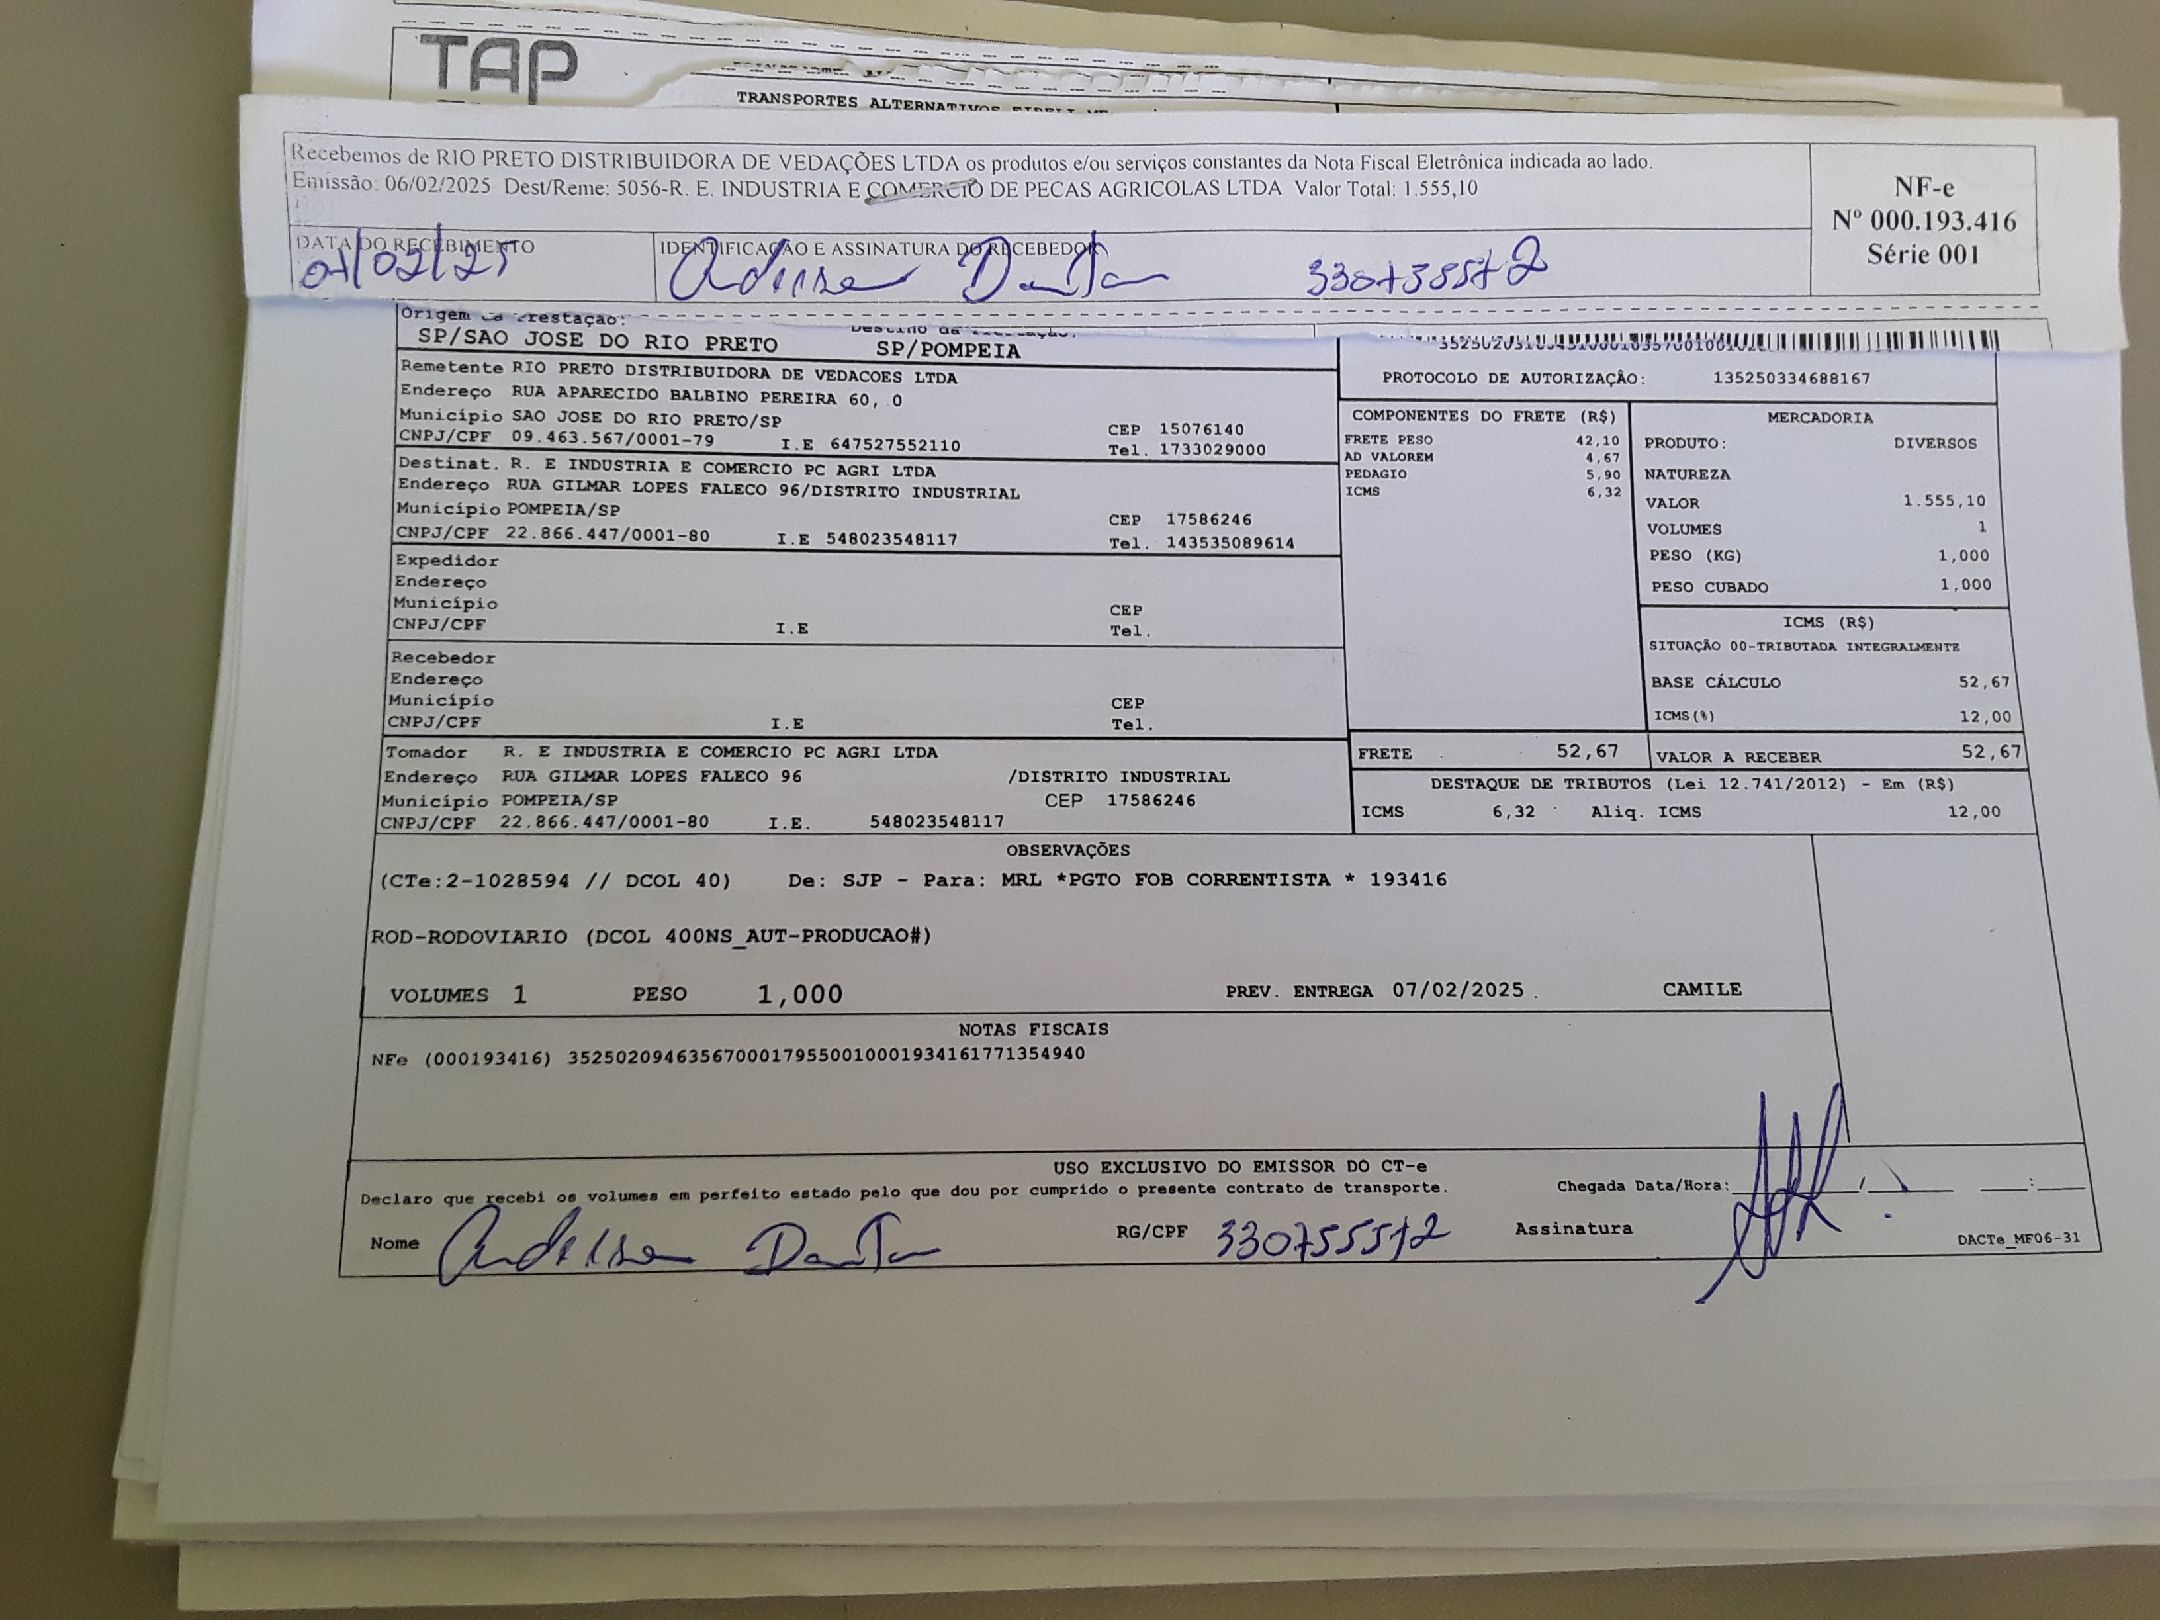 TAP
TRANSPORTES ALTERNATIVOS EIRELI ME
Recebemos de RIO PRETO DISTRIBUIDORA DE VEDAÇÕES LTDA os produtos e/ou serviços constantes da Nota Fiscal Eletrônica indicada ao lado.
Emissão: 06/02/2025 Dest/Reme: 5056-R. E. INDUSTRIA E COMERCIO DE PECAS AGRICOLAS LTDA Valor Total: 1.555,10
NF-e
Nº 000.193.416
Série 001
DATA DO RECEBIMENTO
IDENTIFICAÇÃO E ASSINATURA DO RECEBEDOR
Origem da Prestação:
Destino da Prestação:
SP/SAO JOSE DO RIO PRETO
SP/POMPEIA
Remetente RIO PRETO DISTRIBUIDORA DE VEDACOES LTDA
Endereço RUA APARECIDO BALBINO PEREIRA 60, 0
Município SAO JOSE DO RIO PRETO/SP
CEP 15076140
CNPJ/CPF 09.463.567/0001-79 I.E 647527552110 Tel. 1733029000
Destinat. R. E INDUSTRIA E COMERCIO PC AGRI LTDA
Endereço RUA GILMAR LOPES FALECO 96/DISTRITO INDUSTRIAL
Município POMPEIA/SP
CEP 17586246
CNPJ/CPF 22.866.447/0001-80 I.E 548023548117 Tel. 143535089614
Expedidor
Endereço
Município CEP
CNPJ/CPF I.E Tel.
Recebedor
Endereço
Município CEP
CNPJ/CPF I.E Tel.
Tomador R. E INDUSTRIA E COMERCIO PC AGRI LTDA
Endereço RUA GILMAR LOPES FALECO 96 /DISTRITO INDUSTRIAL
Município POMPEIA/SP CEP 17586246
CNPJ/CPF 22.866.447/0001-80 I.E. 548023548117
PROTOCOLO DE AUTORIZAÇÃO: 135250334688167
COMPONENTES DO FRETE (R$)
FRETE PESO 42,10
AD VALOREM 4,67
PEDAGIO 5,90
ICMS 6,32
MERCADORIA
PRODUTO: DIVERSOS
NATUREZA
VALOR 1.555,10
VOLUMES 1
PESO (KG) 1,000
PESO CUBADO 1,000
ICMS (R$)
SITUAÇÃO 00-TRIBUTADA INTEGRALMENTE
BASE CÁLCULO 52,67
ICMS(%) 12,00
FRETE 52,67
VALOR A RECEBER 52,67
DESTAQUE DE TRIBUTOS (Lei 12.741/2012) - Em (R$)
ICMS 6,32 Aliq. ICMS 12,00
OBSERVAÇÕES
(CTe:2-1028594 // DCOL 40) De: SJP - Para: MRL *PGTO FOB CORRENTISTA * 193416
ROD-RODOVIARIO (DCOL 400NS_AUT-PRODUCAO#)
VOLUMES 1 PESO 1,000 PREV. ENTREGA 07/02/2025 . CAMILE
NOTAS FISCAIS
NFe (000193416) 35250209463567000179550010001934161771354940
USO EXCLUSIVO DO EMISSOR DO CT-e
Declaro que recebi os volumes em perfeito estado pelo que dou por cumprido o presente contrato de transporte.
Chegada Data/Hora:
Nome
RG/CPF
Assinatura
DACTe_MF06-31